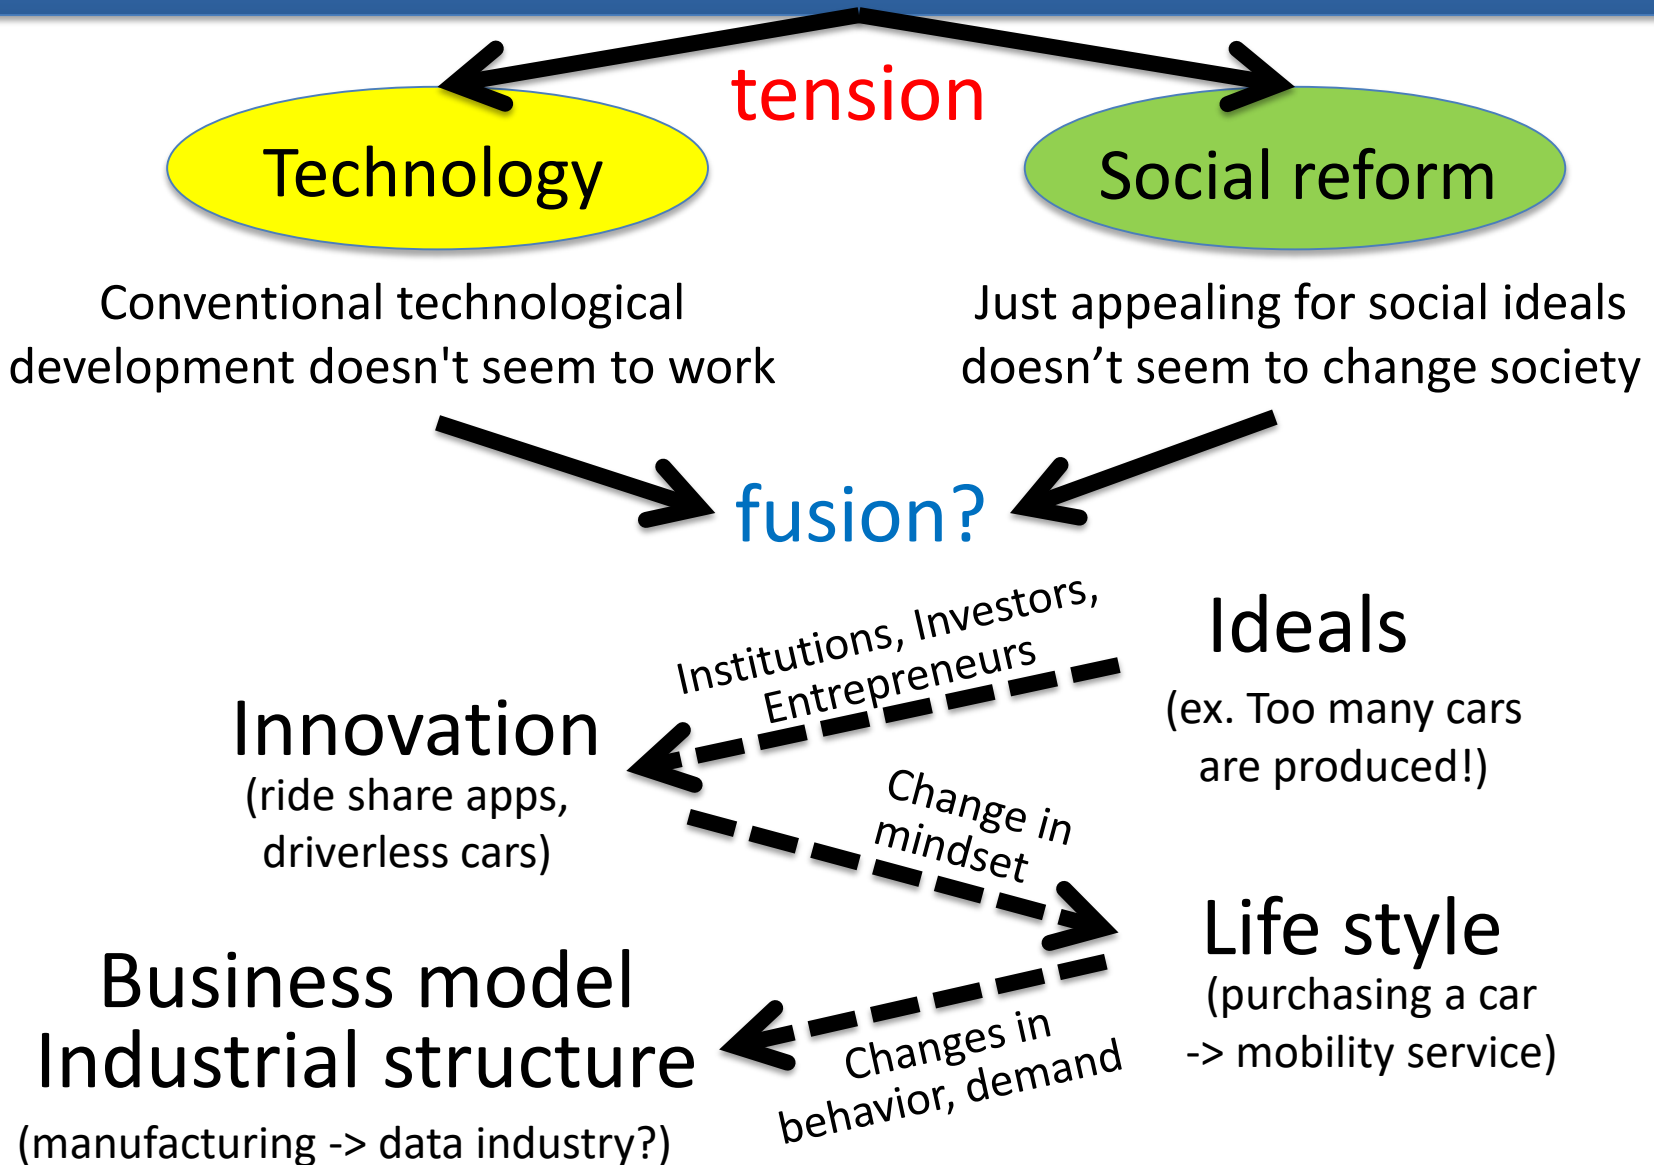 tension
Technology
Social reform
Conventional technological
development doesn't seem to work
Just appealing for social ideals
doesn’t seem to change society
fusion?
Institutions, Investors,
Entrepreneurs
Ideals
(ex. Too many cars
are produced!)
Innovation
(ride share apps,
driverless cars)
Change in
mindset
Life style
(purchasing a car
-> mobility service)
Business model
Industrial structure
(manufacturing -> data industry?)
Changes in
behavior, demand